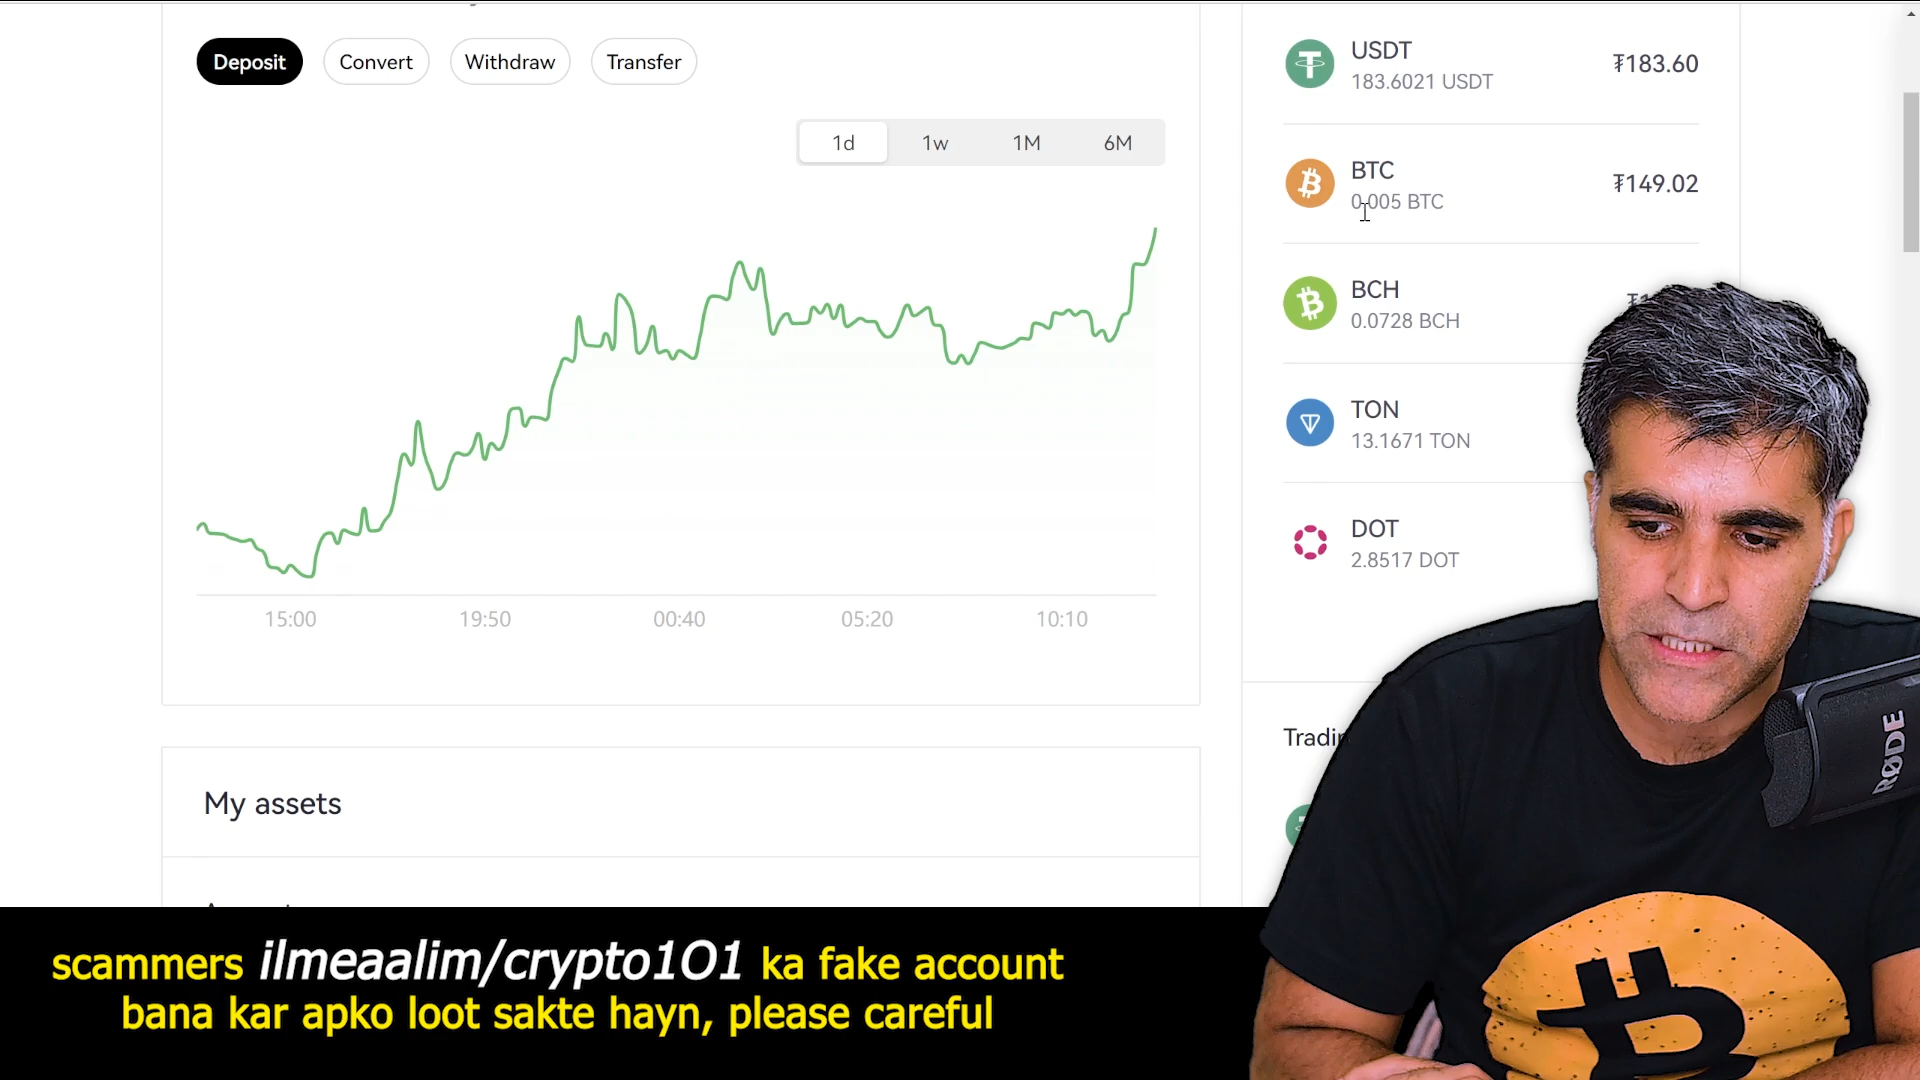 Deposit
Convert
Withdraw
Transfer
1d
1w
1M
6M
15:00
19:50
00:40
05:20
10:10
My assets
USDT
₮183.60
183.6021 USDT
BTC
₮149.02
0.005 BTC
BCH
0.0728 BCH
TON
13.1671 TON
DOT
2.8517 DOT
RØDE
scammers ilmeaalim/crypto101 ka fake account
bana kar apko loot sakte hayn, please careful